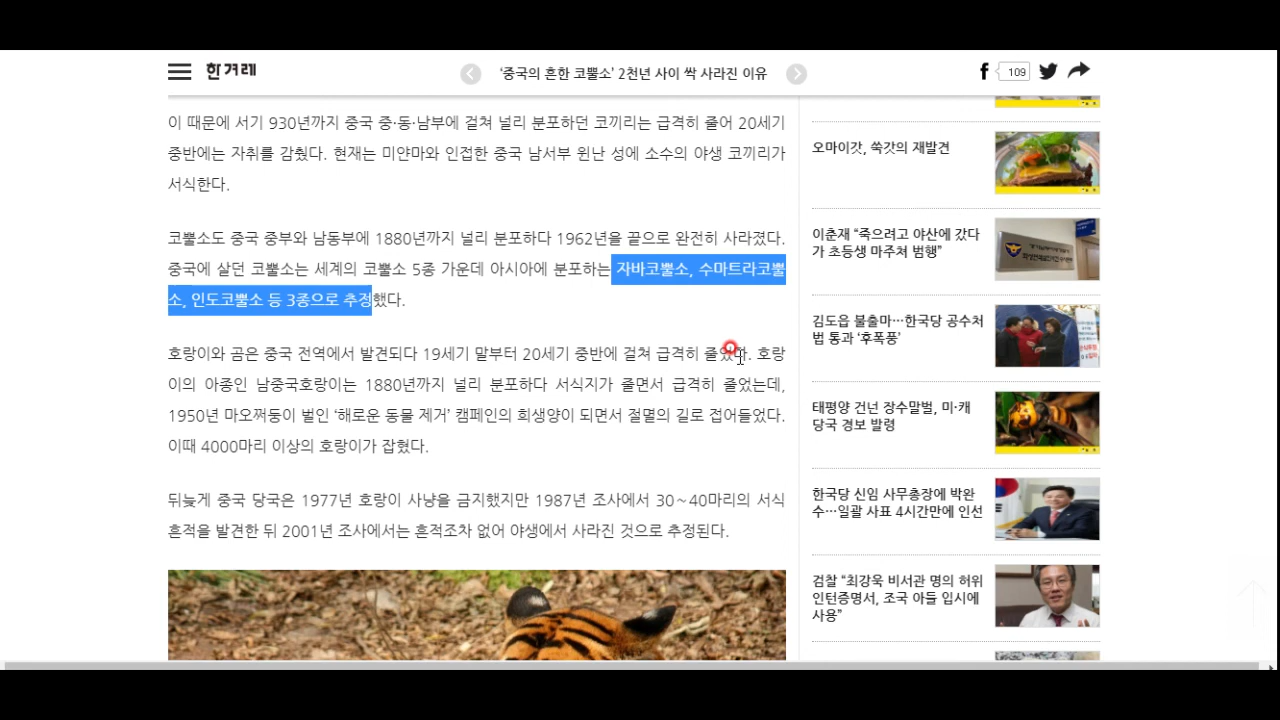 한겨레
‘중국의 흔한 코뿔소’ 2천년 사이 싹 사라진 이유
109
이 때문에 서기 930년까지 중국 중·동·남부에 걸쳐 널리 분포하던 코끼리는 급격히 줄어 20세기
중반에는 자취를 감췄다. 현재는 미얀마와 인접한 중국 남서부 윈난 성에 소수의 야생 코끼리가
서식한다.
코뿔소도 중국 중부와 남동부에 1880년까지 널리 분포하다 1962년을 끝으로 완전히 사라졌다.
중국에 살던 코뿔소는 세계의 코뿔소 5종 가운데 아시아에 분포하는 자바코뿔소, 수마트라코뿔
소, 인도코뿔소 등 3종으로 추정했다.
호랑이와 곰은 중국 전역에서 발견되다 19세기 말부터 20세기 중반에 걸쳐 급격히 줄었다. 호랑
이의 아종인 남중국호랑이는 1880년까지 널리 분포하다 서식지가 줄면서 급격히 줄었는데,
1950년 마오쩌둥이 벌인 ‘해로운 동물 제거’ 캠페인의 희생양이 되면서 절멸의 길로 접어들었다.
이때 4000마리 이상의 호랑이가 잡혔다.
뒤늦게 중국 당국은 1977년 호랑이 사냥을 금지했지만 1987년 조사에서 30∼40마리의 서식
흔적을 발견한 뒤 2001년 조사에서는 흔적조차 없어 야생에서 사라진 것으로 추정된다.
오마이갓, 쑥갓의 재발견
이춘재 “죽으려고 야산에 갔다
가 초등생 마주쳐 범행”
김도읍 불출마…한국당 공수처
법 통과 ‘후폭풍’
태평양 건넌 장수말벌, 미·캐
당국 경보 발령
한국당 신임 사무총장에 박완
수…일괄 사표 4시간만에 인선
검찰 “최강욱 비서관 명의 허위
인턴증명서, 조국 아들 입시에
사용”